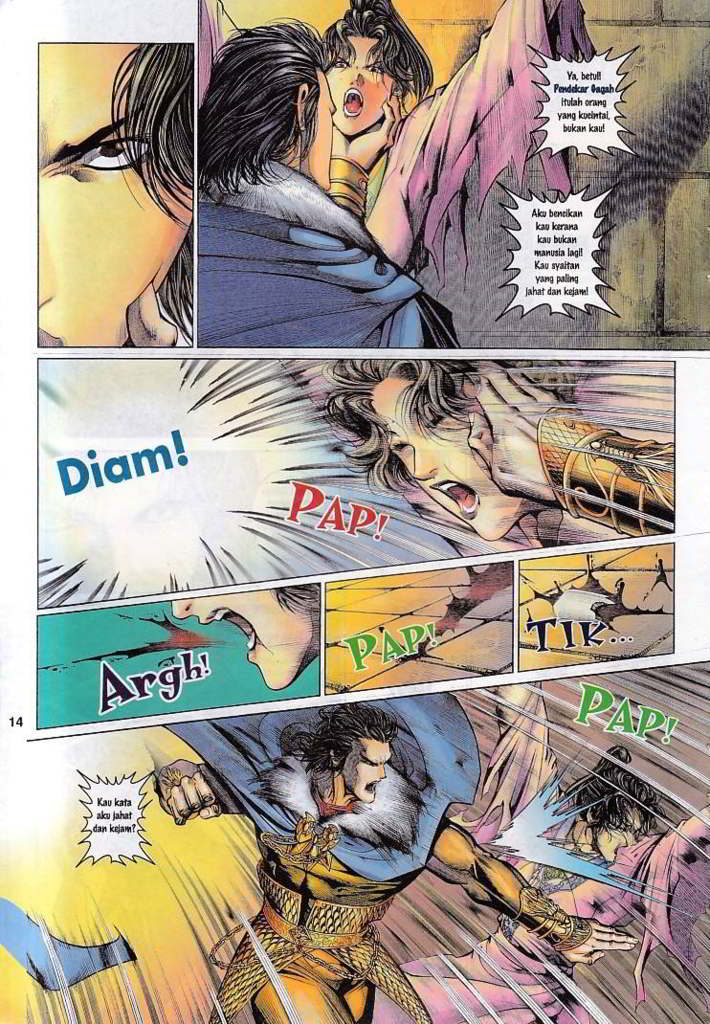 Ya, betul!
Pendekar Gagah
itulah orang
yang kucintai,
bukan kau!
Aku bencikan
kau kerana
kau bukan
manusia lagi!
Kau syaitan
yang paling
jahat dan kejam!
Diam!
PAP!
Argh!
PAP!
TIK...
14
PAP!
Kau kata
aku jahat
dan kejam?